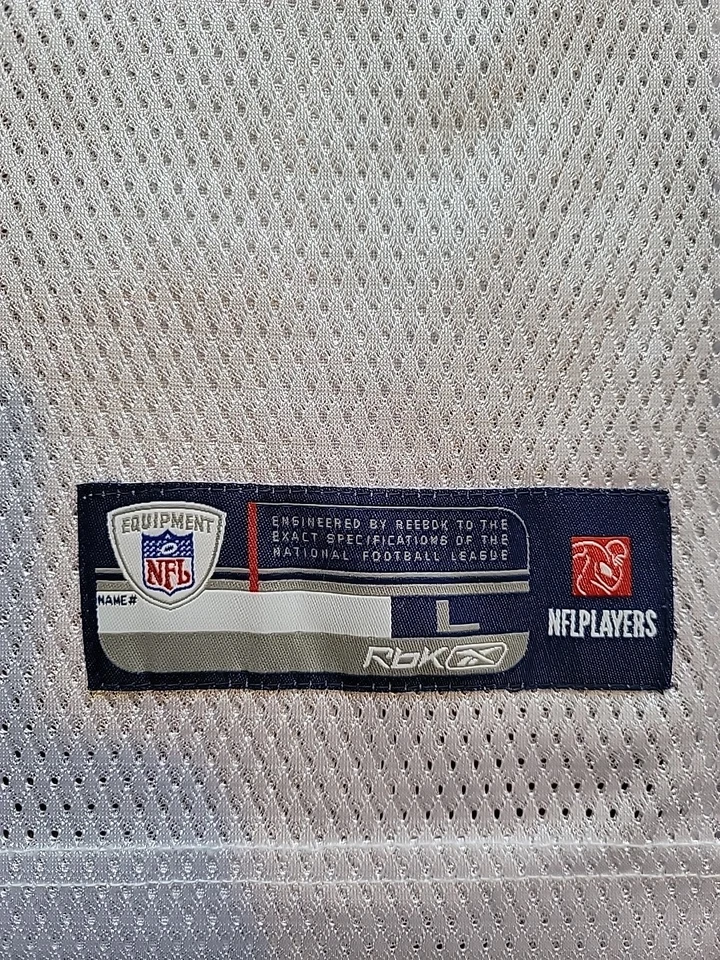 EQUIPMENT
NFL
ENGINEERED BY REEBOK TO THE
EXACT SPECIFICATIONS OF THE
NATIONAL FOOTBALL LEAGUE
NAME#
L
RbK
NFLPLAYERS